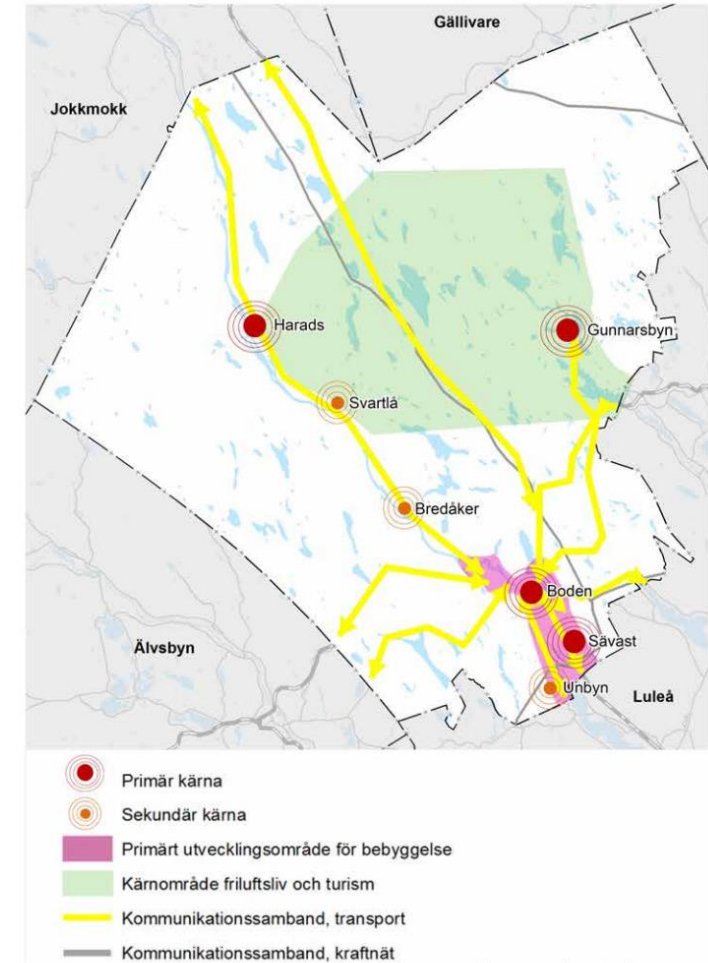 Gällivare
Jokkmokk
Harads
Gunnarsbyn
Svartlå
Bredåker
Boden
Sävast
Älvsbyn
Unbyn
Luleå
Primär kärna
Sekundär kärna
Primärt utvecklingsområde för bebyggelse
Kärnområde friluftsliv och turism
Kommunikationssamband, transport
Kommunikationssamband, kraftnät